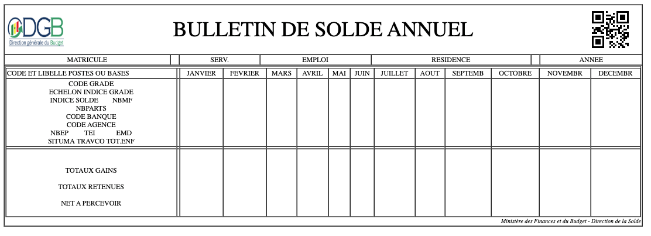 DGB
Direction générale du Budget
BULLETIN DE SOLDE ANNUEL
MATRICULE SERV. EMPLOI RESIDENCE ANNEE
CODE ET LIBELLE POSTES OU BASES JANVIER FEVRIER MARS AVRIL MAI JUIN JUILLET AOUT SEPTEMB OCTOBRE NOVEMBR DECEMBR
CODE GRADE
ECHELON INDICE GRADE
INDICE SOLDE NBMF
NBPARTS
CODE BANQUE
CODE AGENCE
NBEP TEI EMD
SITUMA TRAVCO TOT.ENF
TOTAUX GAINS
TOTAUX RETENUES
NET A PERCEVOIR
Ministère des Finances et du Budget - Direction de la Solde